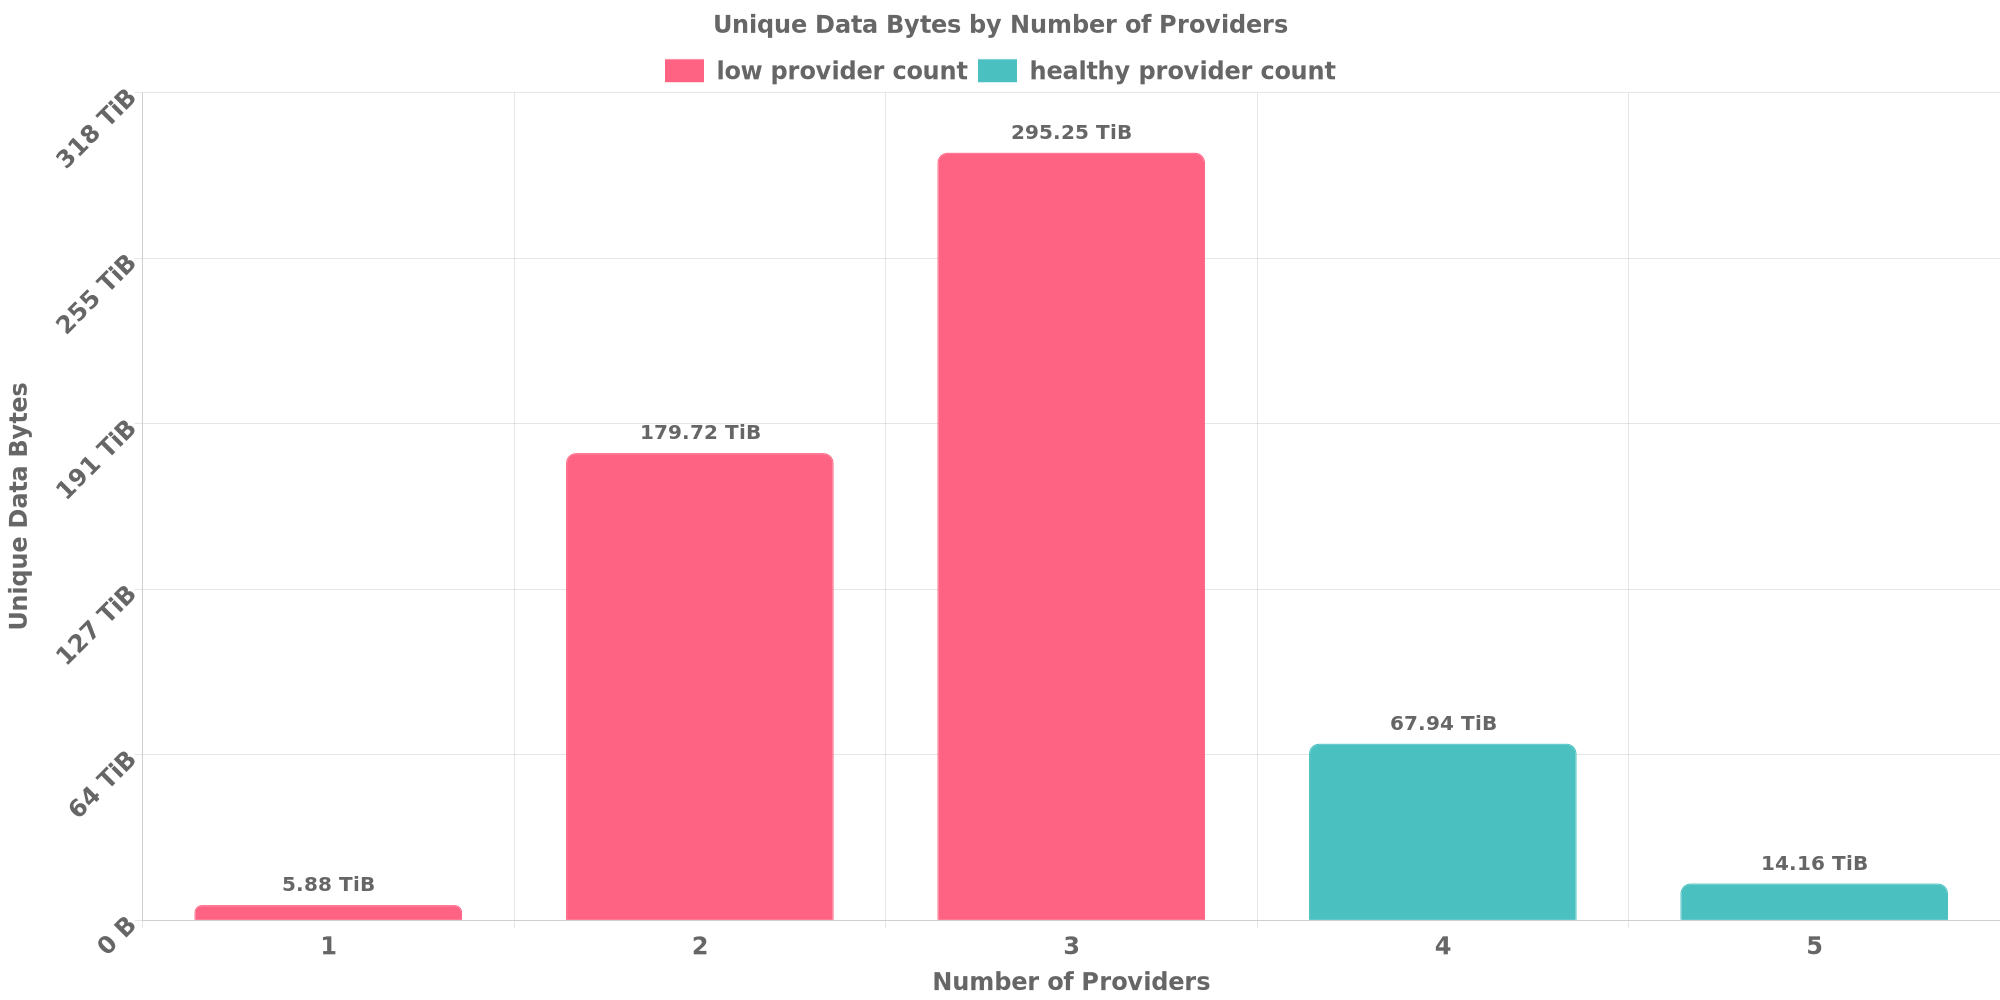 Unique Data Bytes by Number of Providers
low provider count
healthy provider count
318 TiB
255 TiB
191 TiB
127 TiB
64 TiB
0 B
Unique Data Bytes
5.88 TiB
179.72 TiB
295.25 TiB
67.94 TiB
14.16 TiB
1
2
3
4
5
Number of Providers